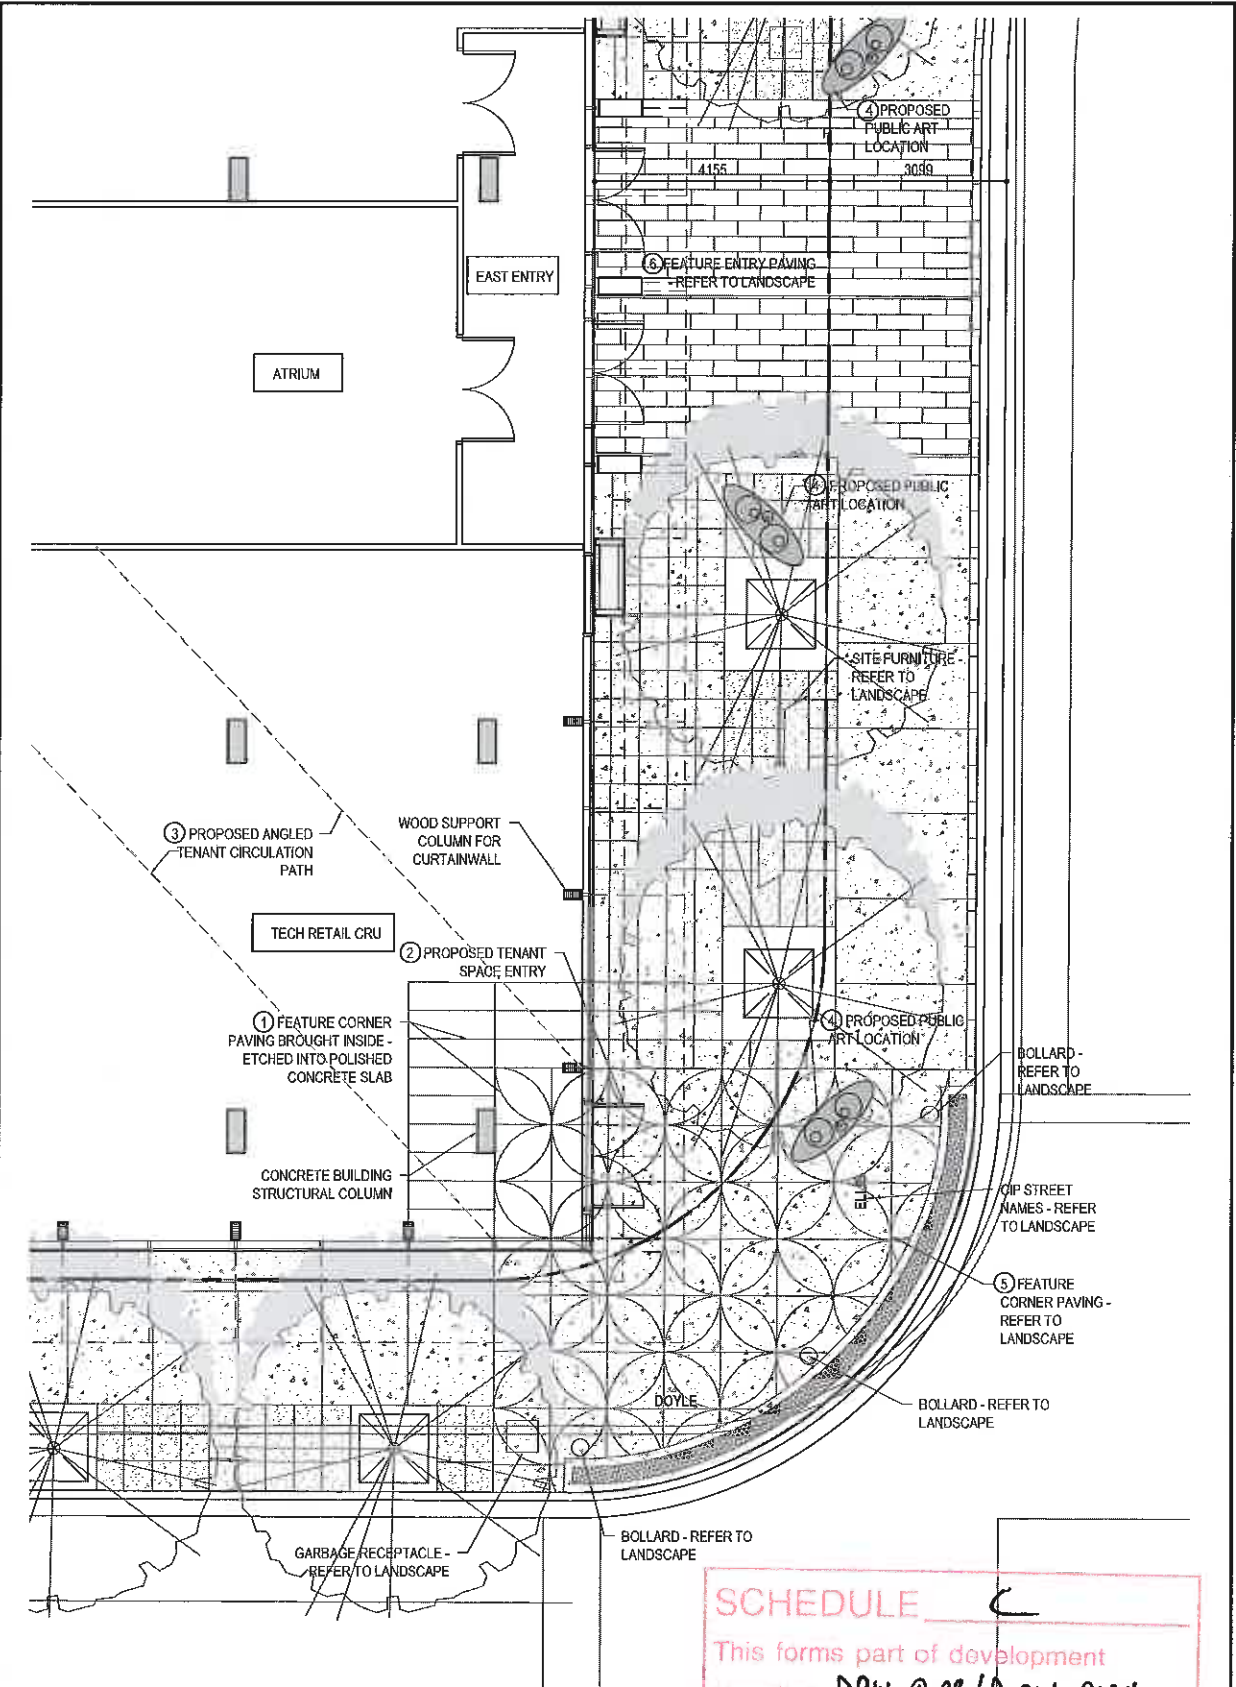 ④ PROPOSED
PUBLIC ART
LOCATION
4155
3099
⑥ FEATURE ENTRY PAVING
- REFER TO LANDSCAPE
EAST ENTRY
ATRIUM
④ PROPOSED PUBLIC
ART LOCATION
SITE FURNITURE -
REFER TO
LANDSCAPE
③ PROPOSED ANGLED
TENANT CIRCULATION
PATH
WOOD SUPPORT
COLUMN FOR
CURTAINWALL
TECH RETAIL CRU
② PROPOSED TENANT
SPACE ENTRY
① FEATURE CORNER
PAVING BROUGHT INSIDE -
ETCHED INTO POLISHED
CONCRETE SLAB
④ PROPOSED PUBLIC
ART LOCATION
BOLLARD -
REFER TO
LANDSCAPE
CONCRETE BUILDING
STRUCTURAL COLUMN
CIP STREET
NAMES - REFER
TO LANDSCAPE
⑤ FEATURE
CORNER PAVING -
REFER TO
LANDSCAPE
DOYLE
BOLLARD - REFER TO
LANDSCAPE
GARBAGE RECEPTACLE -
REFER TO LANDSCAPE
BOLLARD - REFER TO
LANDSCAPE
SCHEDULE C
This forms part of development